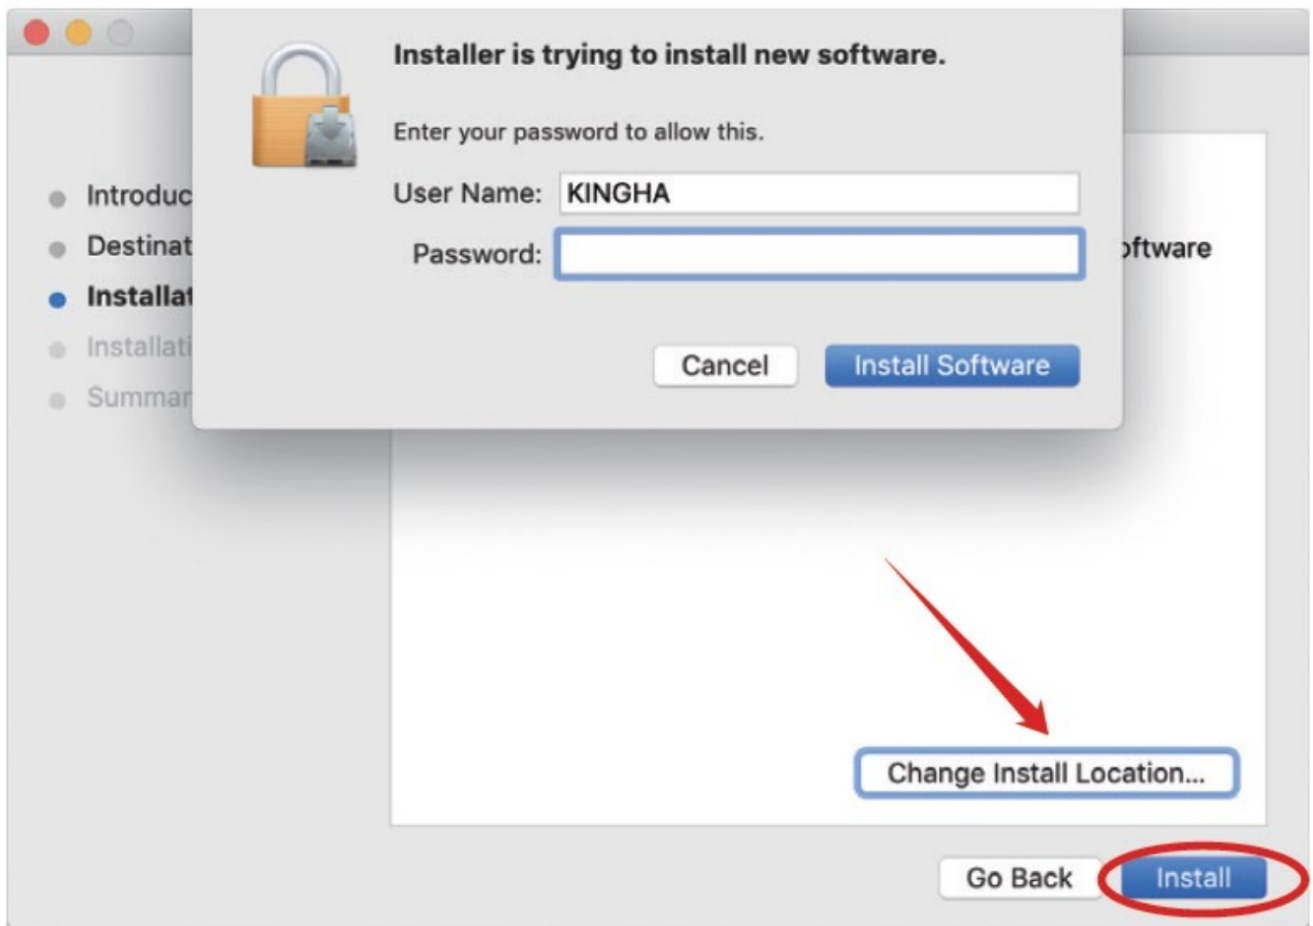 Installer is trying to install new software.
Enter your password to allow this.
User Name: KINGHA
Password:
Cancel Install Software
Introduc
Destinat
Installat
Installati
Summar
oftware
Change Install Location...
Go Back Install